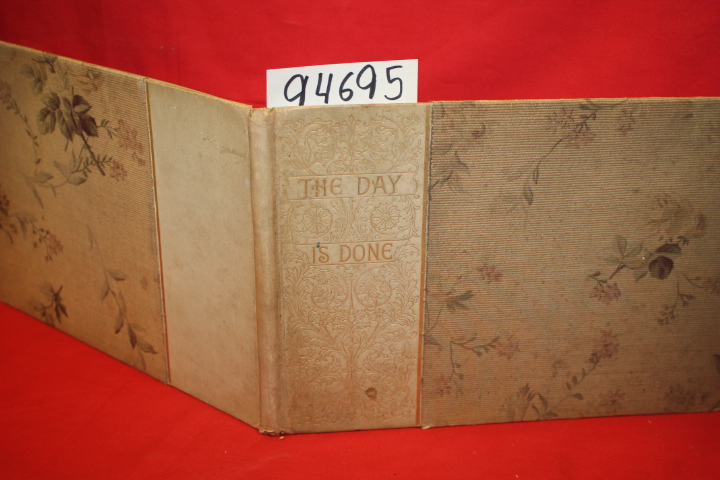 94695
THE DAY
IS DONE